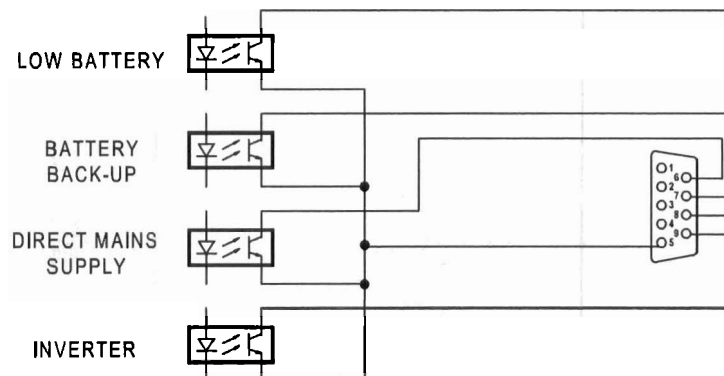 LOW BATTERY
BATTERY
BACK-UP
DIRECT MAINS
SUPPLY
INVERTER
1
6
2
7
3
8
4
9
5